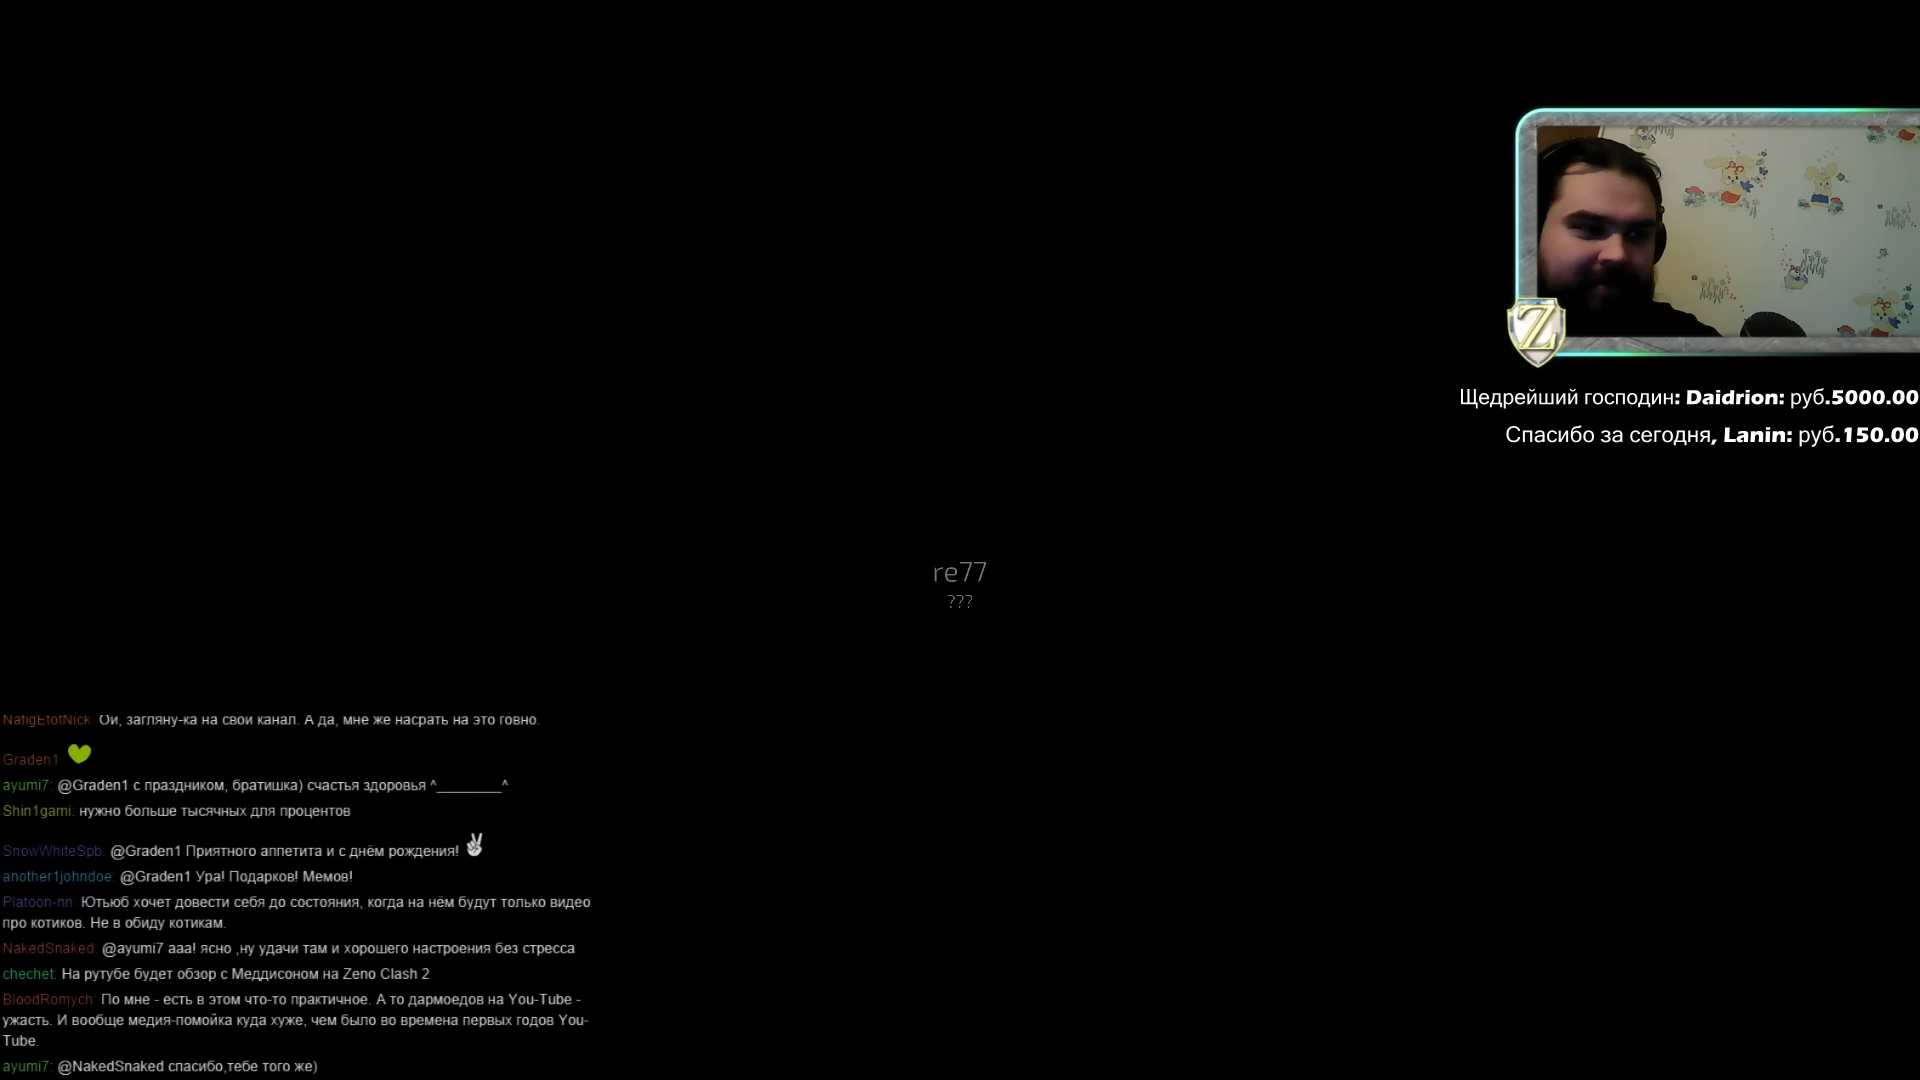 Z
Щедрейший господин: Daidrion: руб.5000.00
Спасибо за сегодня, Lanin: руб.150.00
re77
???
NatigEtotNick: Ой, загляну-ка на свой канал. А да, мне же насрать на это говно.
Graden1:
ayumi7: @Graden1 с праздником, братишка) счастья здоровья ^_________^
Shin1gami: нужно больше тысячных для процентов
SnowWhiteSpb: @Graden1 Приятного аппетита и с днём рождения!
another1johndoe: @Graden1 Ура! Подарков! Мемов!
Platoon-nn: Ютьюб хочет довести себя до состояния, когда на нём будут только видео
про котиков. Не в обиду котикам.
NakedSnaked: @ayumi7 ааа! ясно ,ну удачи там и хорошего настроения без стресса
chechet: На рутубе будет обзор с Меддисоном на Zeno Clash 2
BloodRomych: По мне - есть в этом что-то практичное. А то дармоедов на You-Tube -
ужасть. И вообще медия-помойка куда хуже, чем было во времена первых годов You-
Tube.
ayumi7: @NakedSnaked спасибо,тебе того же)